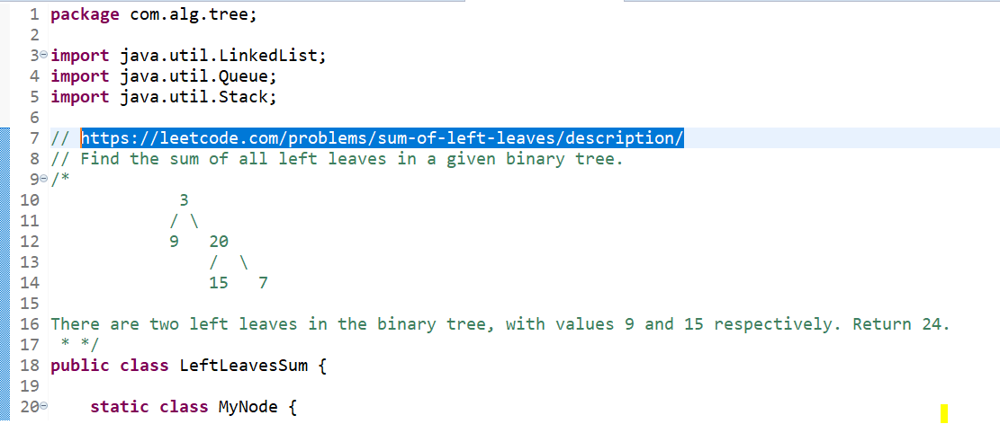 1 package com.alg.tree;
2
3 import java.util.LinkedList;
4 import java.util.Queue;
5 import java.util.Stack;
6
7 // https://leetcode.com/problems/sum-of-left-leaves/description/
8 // Find the sum of all left leaves in a given binary tree.
9 /*
10              3
11             / \
12             9   20
13                 /  \
14                 15   7
15
16 There are two left leaves in the binary tree, with values 9 and 15 respectively. Return 24.
17  * */
18 public class LeftLeavesSum {
19
20     static class MyNode {